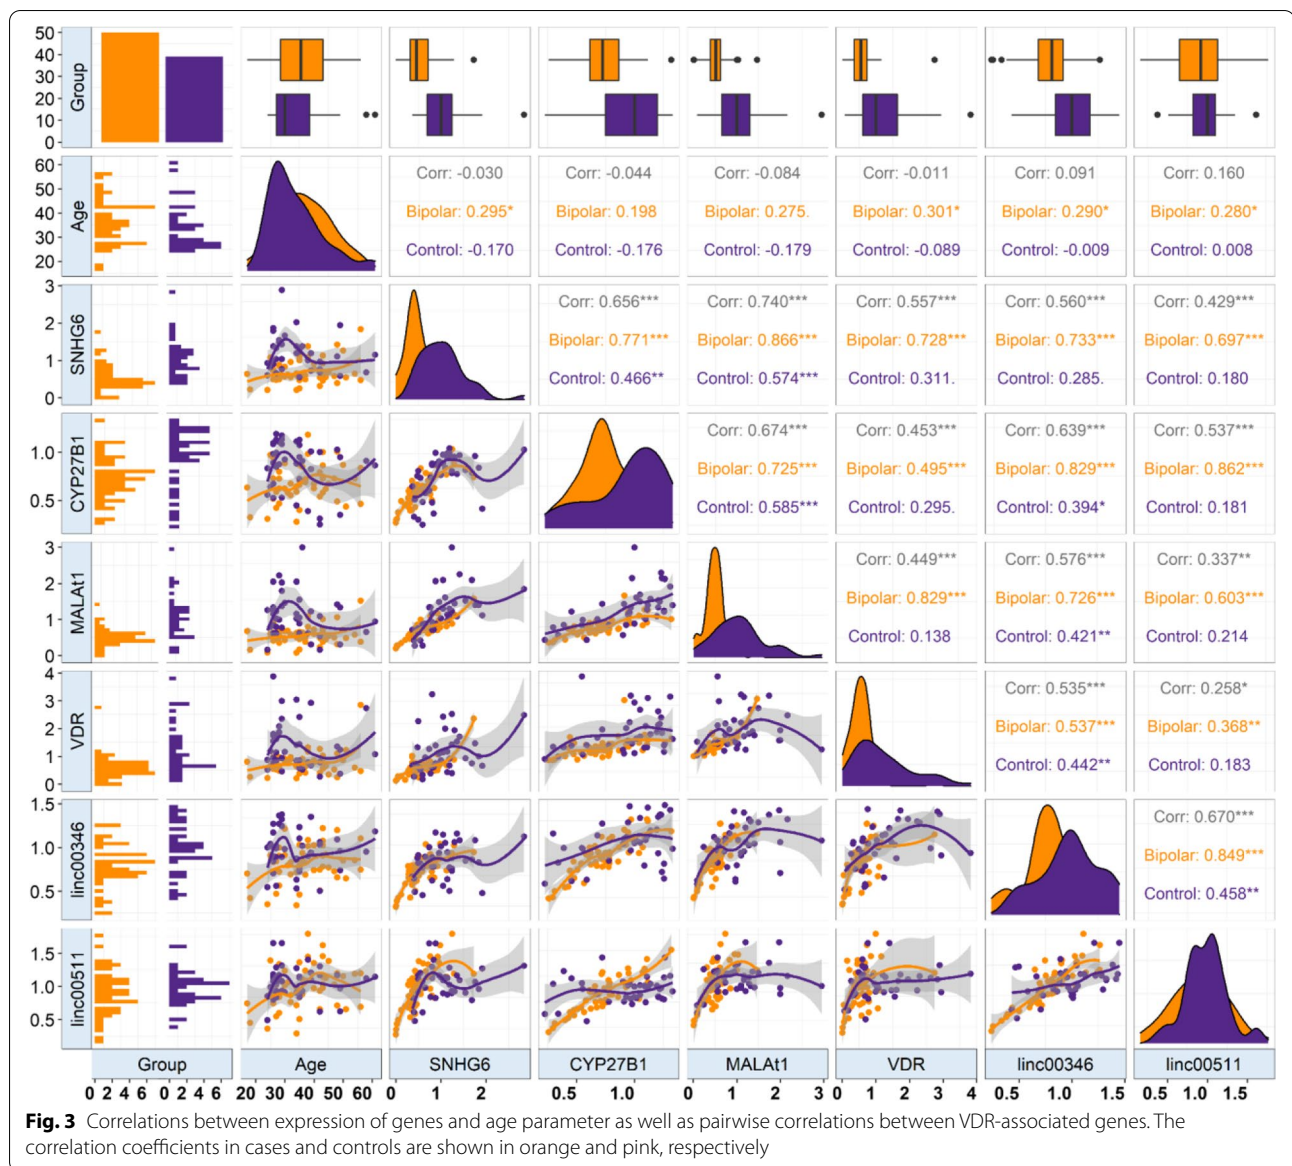 Group
50
40
30
20
10
0
Age
60
50
40
30
20
Corr: -0.030
Bipolar: 0.295*
Control: -0.170
Corr: -0.044
Bipolar: 0.198
Control: -0.176
Corr: -0.084
Bipolar: 0.275.
Control: -0.179
Corr: -0.011
Bipolar: 0.301*
Control: -0.089
Corr: 0.091
Bipolar: 0.290*
Control: -0.009
Corr: 0.160
Bipolar: 0.280*
Control: 0.008
SNHG6
3
2
1
0
Corr: 0.656***
Bipolar: 0.771***
Control: 0.466**
Corr: 0.740***
Bipolar: 0.866***
Control: 0.574***
Corr: 0.557***
Bipolar: 0.728***
Control: 0.311.
Corr: 0.560***
Bipolar: 0.733***
Control: 0.285.
Corr: 0.429***
Bipolar: 0.697***
Control: 0.180
CYP27B1
1.0
0.5
Corr: 0.674***
Bipolar: 0.725***
Control: 0.585***
Corr: 0.453***
Bipolar: 0.495***
Control: 0.295.
Corr: 0.639***
Bipolar: 0.829***
Control: 0.394*
Corr: 0.537***
Bipolar: 0.862***
Control: 0.181
MALAt1
3
2
1
0
Corr: 0.449***
Bipolar: 0.829***
Control: 0.138
Corr: 0.576***
Bipolar: 0.726***
Control: 0.421**
Corr: 0.337**
Bipolar: 0.603***
Control: 0.214
VDR
4
3
2
1
0
Corr: 0.535***
Bipolar: 0.537***
Control: 0.442**
Corr: 0.258*
Bipolar: 0.368**
Control: 0.183
linc00346
1.5
1.0
0.5
Corr: 0.670***
Bipolar: 0.849***
Control: 0.458**
linc00511
1.5
1.0
0.5
Group Age SNHG6 CYP27B1 MALAt1 VDR linc00346 linc00511
0 2 4 6 0 2 4 6 20 30 40 50 60 0 1 2 0.5 1.0 0 1 2 3 0 1 2 3 4 0.5 1.0 1.5 0.5 1.0 1.5
Fig. 3 Correlations between expression of genes and age parameter as well as pairwise correlations between VDR-associated genes. The
correlation coefficients in cases and controls are shown in orange and pink, respectively